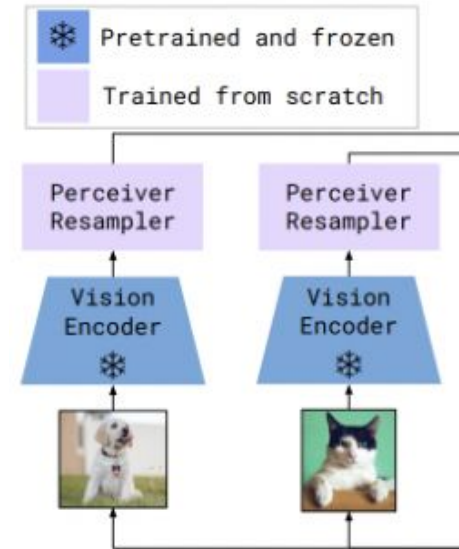 Pretrained and frozen
Trained from scratch
Perceiver
Resampler
Perceiver
Resampler
Vision
Encoder
Vision
Encoder